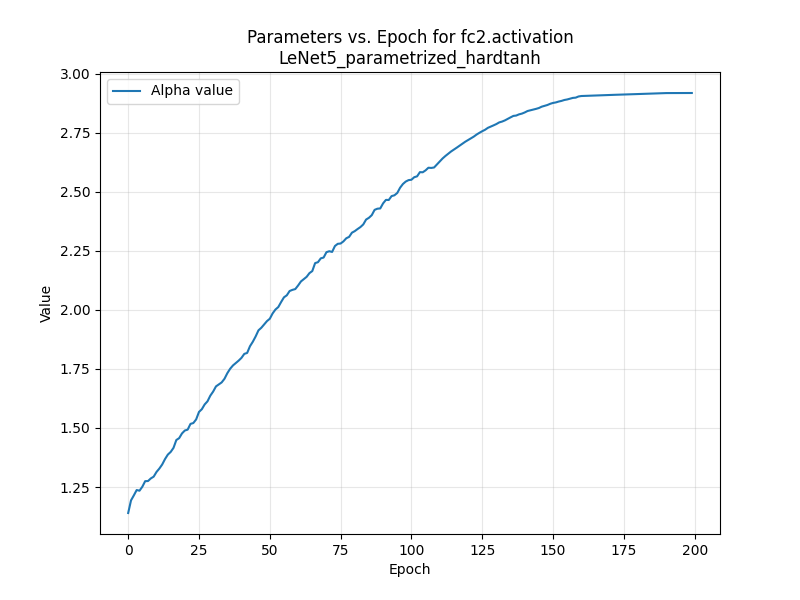 Parameters vs. Epoch for fc2.activation
LeNet5_parametrized_hardtanh
Alpha value
3.00
2.75
2.50
2.25
2.00
1.75
1.50
1.25
Value
0 25 50 75 100 125 150 175 200
Epoch